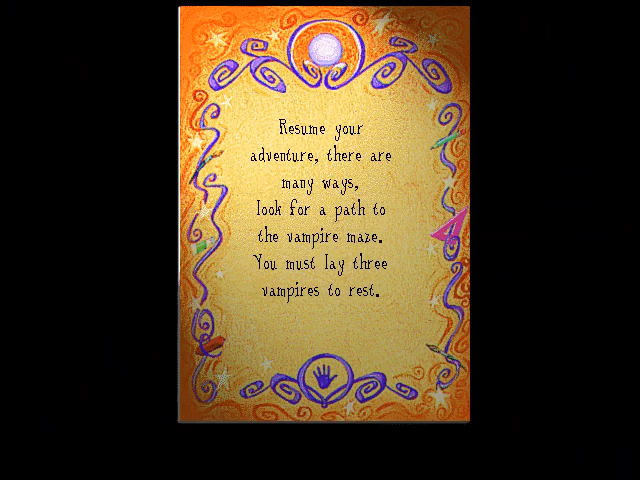 Resume your
adventure, there are
many ways,
look for a path to
the vampire maze.
You must lay three
vampires to rest.